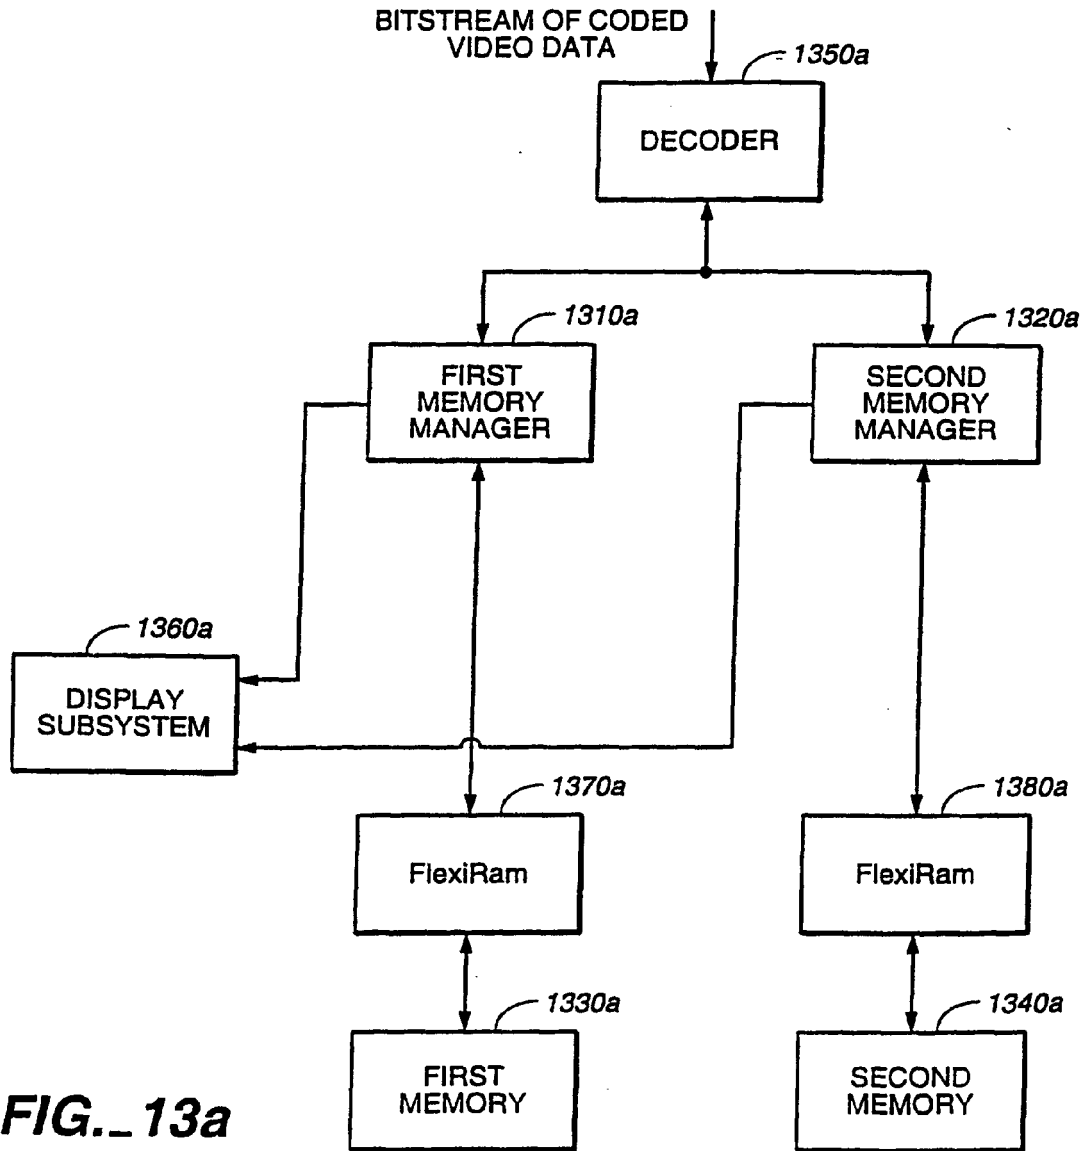 BITSTREAM OF CODED
VIDEO DATA
1350a
DECODER
1310a
1320a
FIRST
MEMORY
MANAGER
SECOND
MEMORY
MANAGER
1360a
DISPLAY
SUBSYSTEM
1370a
1380a
FlexiRam
FlexiRam
1330a
1340a
FIRST
MEMORY
SECOND
MEMORY
FIG._13a